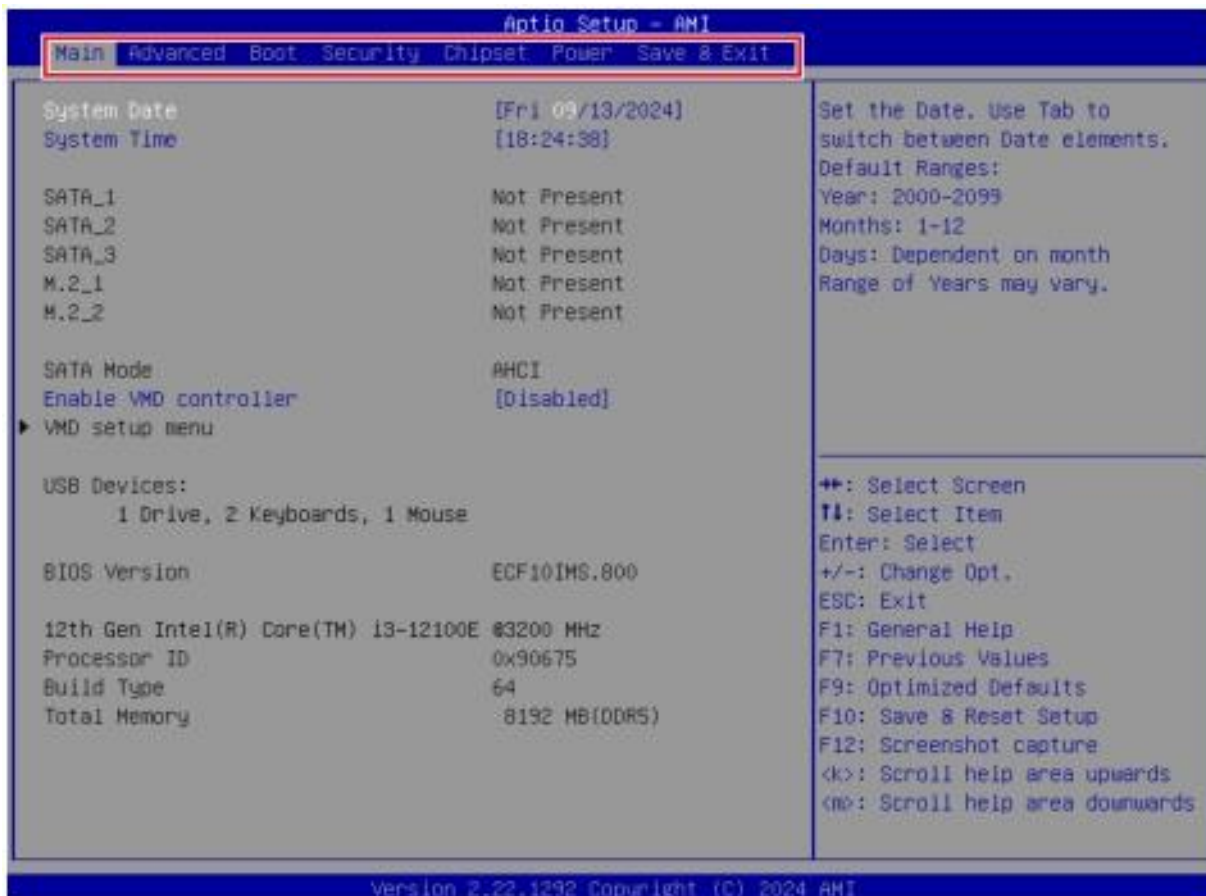 Aptio Setup - AMI
Main Advanced Boot Security Chipset Power Save & Exit
System Date [Fri 09/13/2024]
System Time [18:24:38]
SATA_1 Not Present
SATA_2 Not Present
SATA_3 Not Present
M.2_1 Not Present
M.2_2 Not Present
SATA Mode AHCI
Enable VMD controller [Disabled]
VMD setup menu
USB Devices:
1 Drive, 2 Keyboards, 1 Mouse
BIOS Version ECF10IMS.800
12th Gen Intel(R) Core(TM) i3-12100E @3200 MHz
Processor ID 0x90675
Build Type 64
Total Memory 8192 MB(DDR5)
Set the Date. Use Tab to
switch between Date elements.
Default Ranges:
Year: 2000-2099
Months: 1-12
Days: Dependent on month
Range of Years may vary.
→←: Select Screen
↑↓: Select Item
Enter: Select
+/-: Change Opt.
ESC: Exit
F1: General Help
F7: Previous Values
F9: Optimized Defaults
F10: Save & Reset Setup
F12: Screenshot capture
<k>: Scroll help area upwards
<m>: Scroll help area downwards
Version 2.22.1292 Copyright (C) 2024 AMI